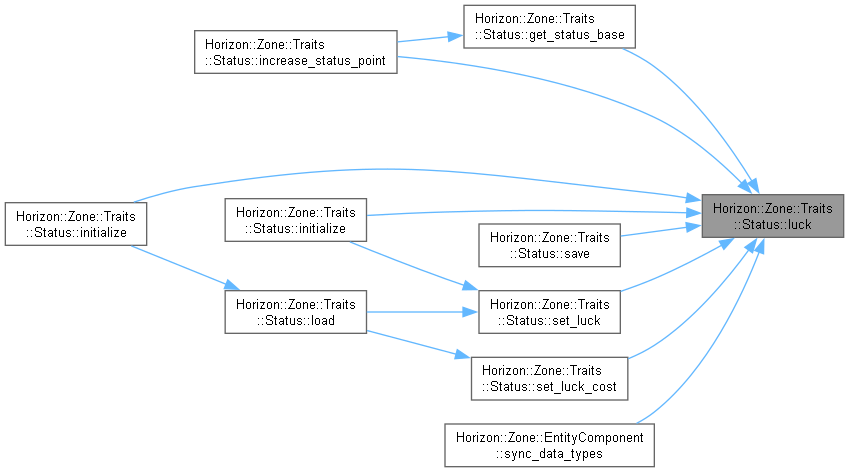 Horizon::Zone::Traits
::Status::get_status_base
Horizon::Zone::Traits
::Status::increase_status_point
Horizon::Zone::Traits
::Status::luck
Horizon::Zone::Traits
::Status::initialize
Horizon::Zone::Traits
::Status::initialize
Horizon::Zone::Traits
::Status::save
Horizon::Zone::Traits
::Status::load
Horizon::Zone::Traits
::Status::set_luck
Horizon::Zone::Traits
::Status::set_luck_cost
Horizon::Zone::EntityComponent
::sync_data_types